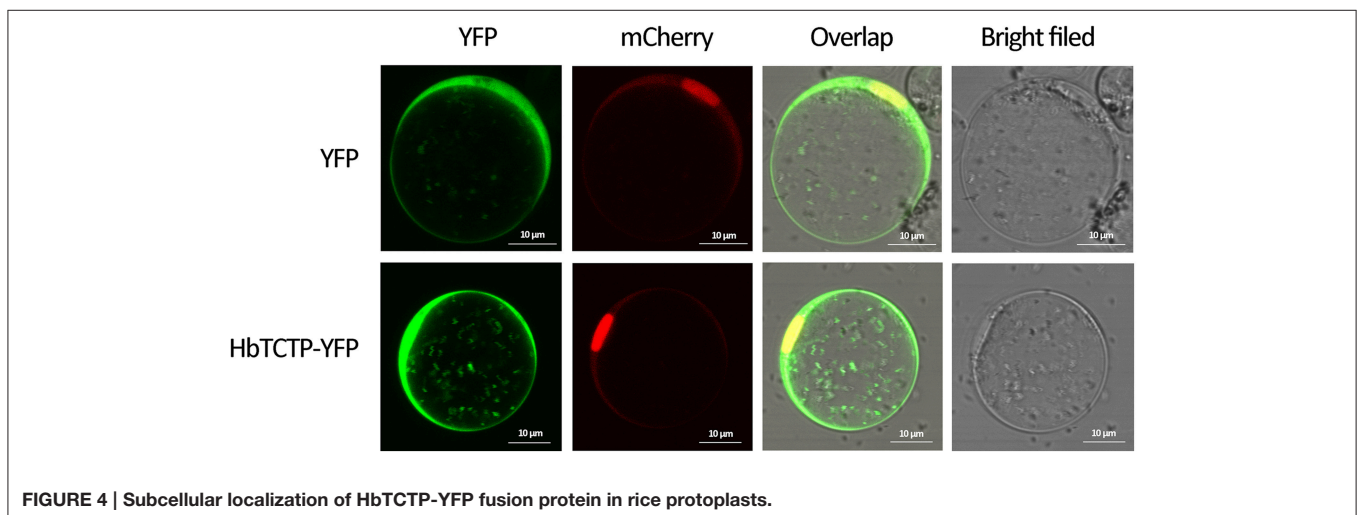 YFP mCherry Overlap Bright filed
YFP
10 µm 10 µm 10 µm 10 µm
HbTCTP-YFP
10 µm 10 µm 10 µm 10 µm
FIGURE 4 | Subcellular localization of HbTCTP-YFP fusion protein in rice protoplasts.